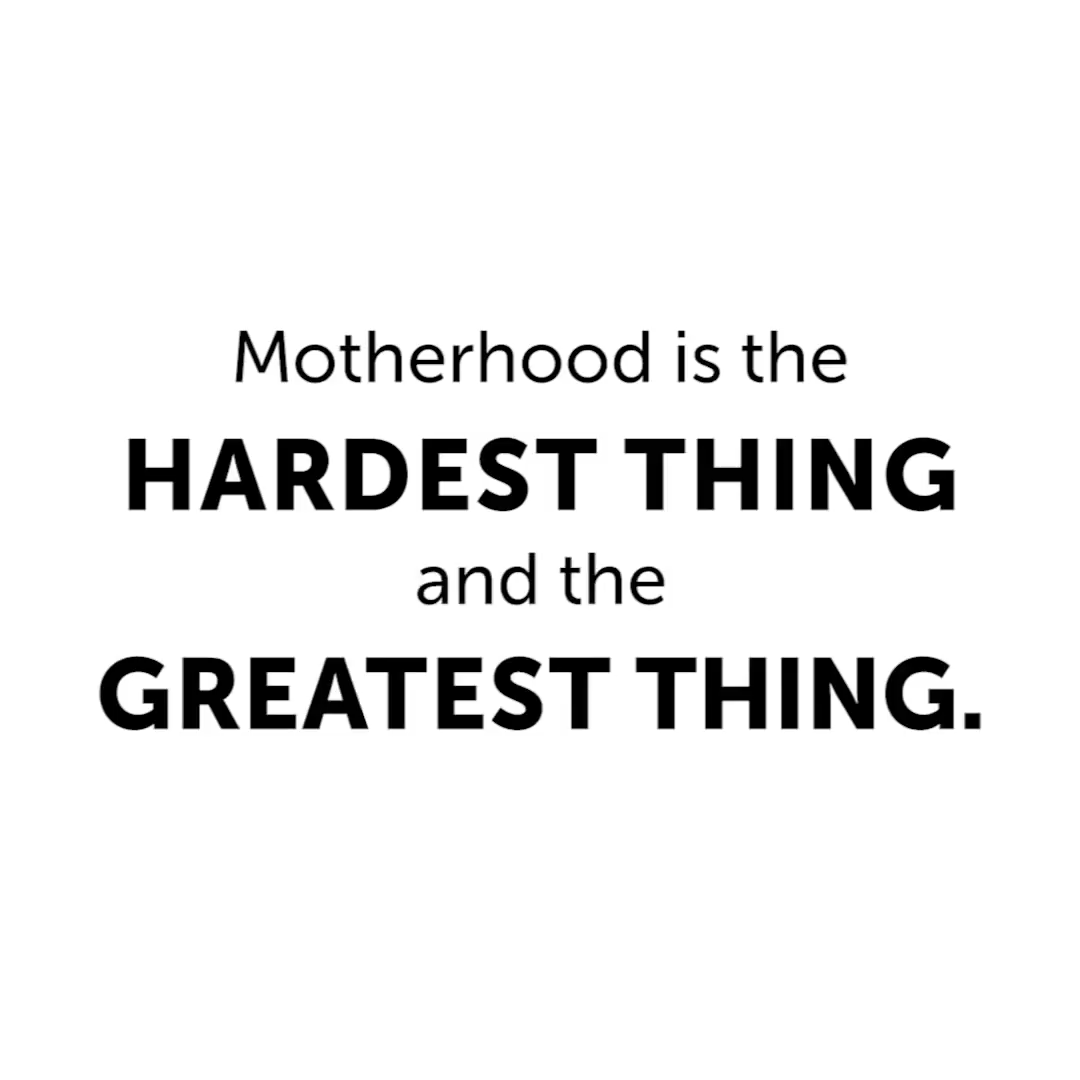 Motherhood is the
HARDEST THING
and the
GREATEST THING.